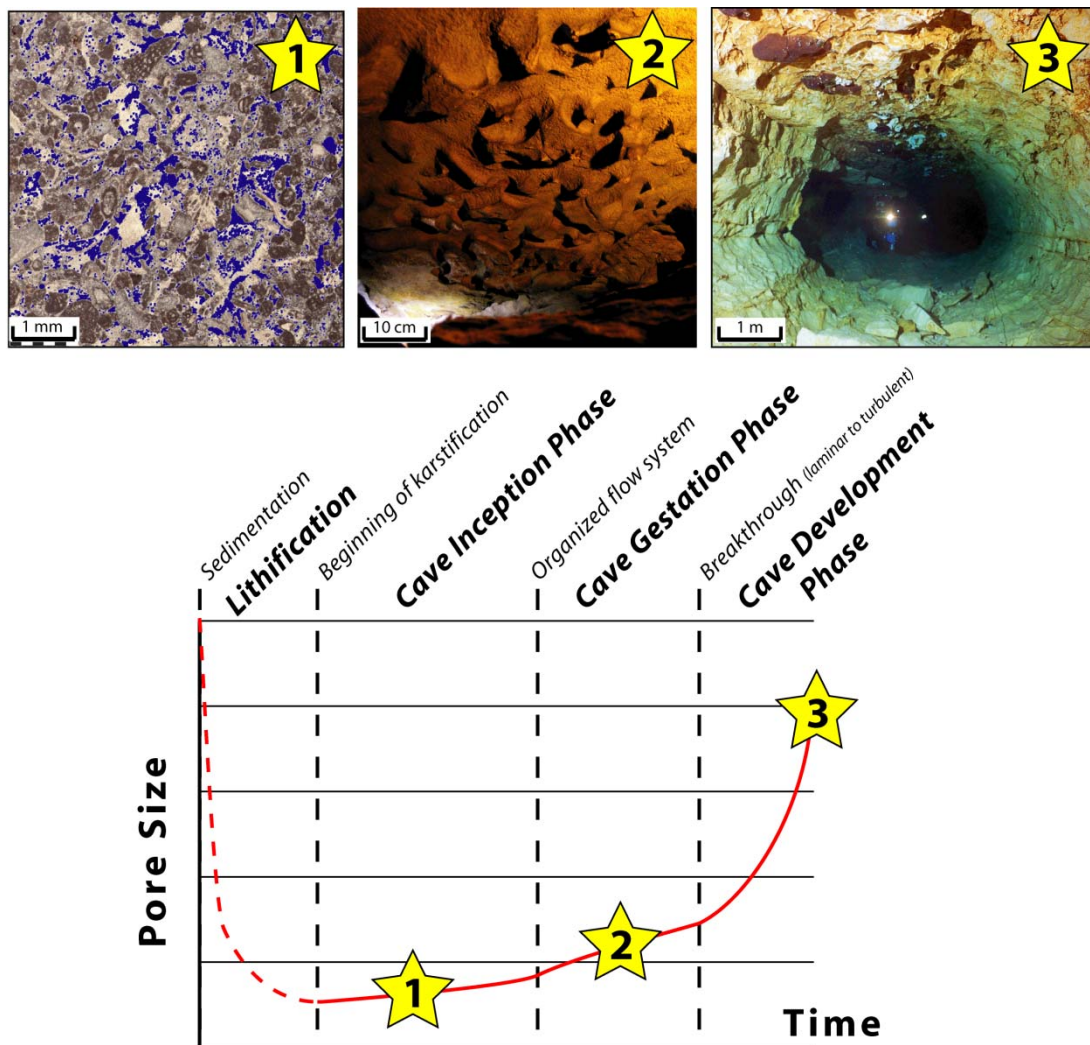 1
2
3
1 mm
10 cm
1 m
Sedimentation
Lithification
Beginning of karstification
Cave Inception Phase
Organized flow system
Cave Gestation Phase
Breakthrough (laminar to turbulent)
Cave Development
Phase
Pore Size
3
2
1
Time